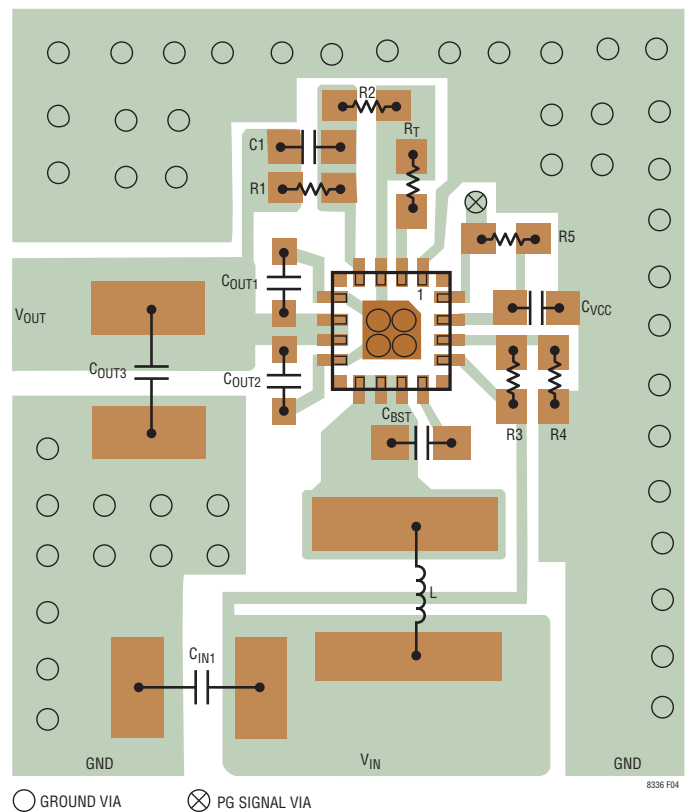 R2
RT
C1
R1
R5
1
COUT1
CVCC
VOUT
COUT3
COUT2
CBST
R3
R4
L
CIN1
GND
VIN
GND
8336 F04
GROUND VIA
PG SIGNAL VIA